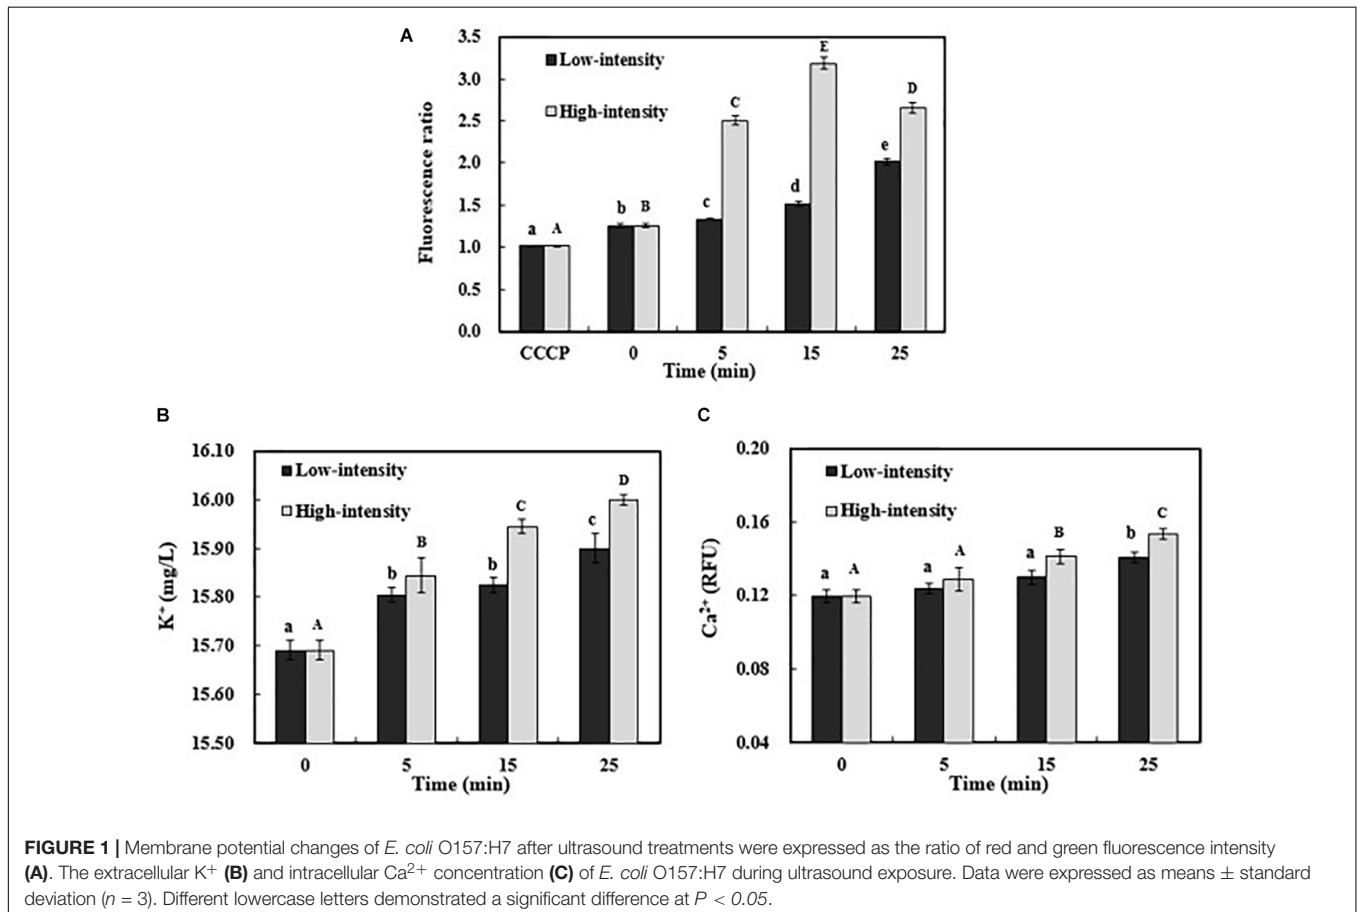 A
3.5
3.0
2.5
2.0
1.5
1.0
0.5
0.0
Fluorescence ratio
Low-intensity
High-intensity
a A
b B
c C
d E
e D
CCCP 0 5 15 25
Time (min)
B
16.10
16.00
15.90
15.80
15.70
15.60
15.50
K⁺ (mg/L)
Low-intensity
High-intensity
a A
b B
b C
c D
0 5 15 25
Time (min)
C
0.20
0.16
0.12
0.08
0.04
Ca²⁺ (RFU)
Low-intensity
High-intensity
a A
a A
a B
b C
0 5 15 25
Time (min)
FIGURE 1 | Membrane potential changes of E. coli O157:H7 after ultrasound treatments were expressed as the ratio of red and green fluorescence intensity
(A). The extracellular K⁺ (B) and intracellular Ca²⁺ concentration (C) of E. coli O157:H7 during ultrasound exposure. Data were expressed as means ± standard
deviation (n = 3). Different lowercase letters demonstrated a significant difference at P < 0.05.